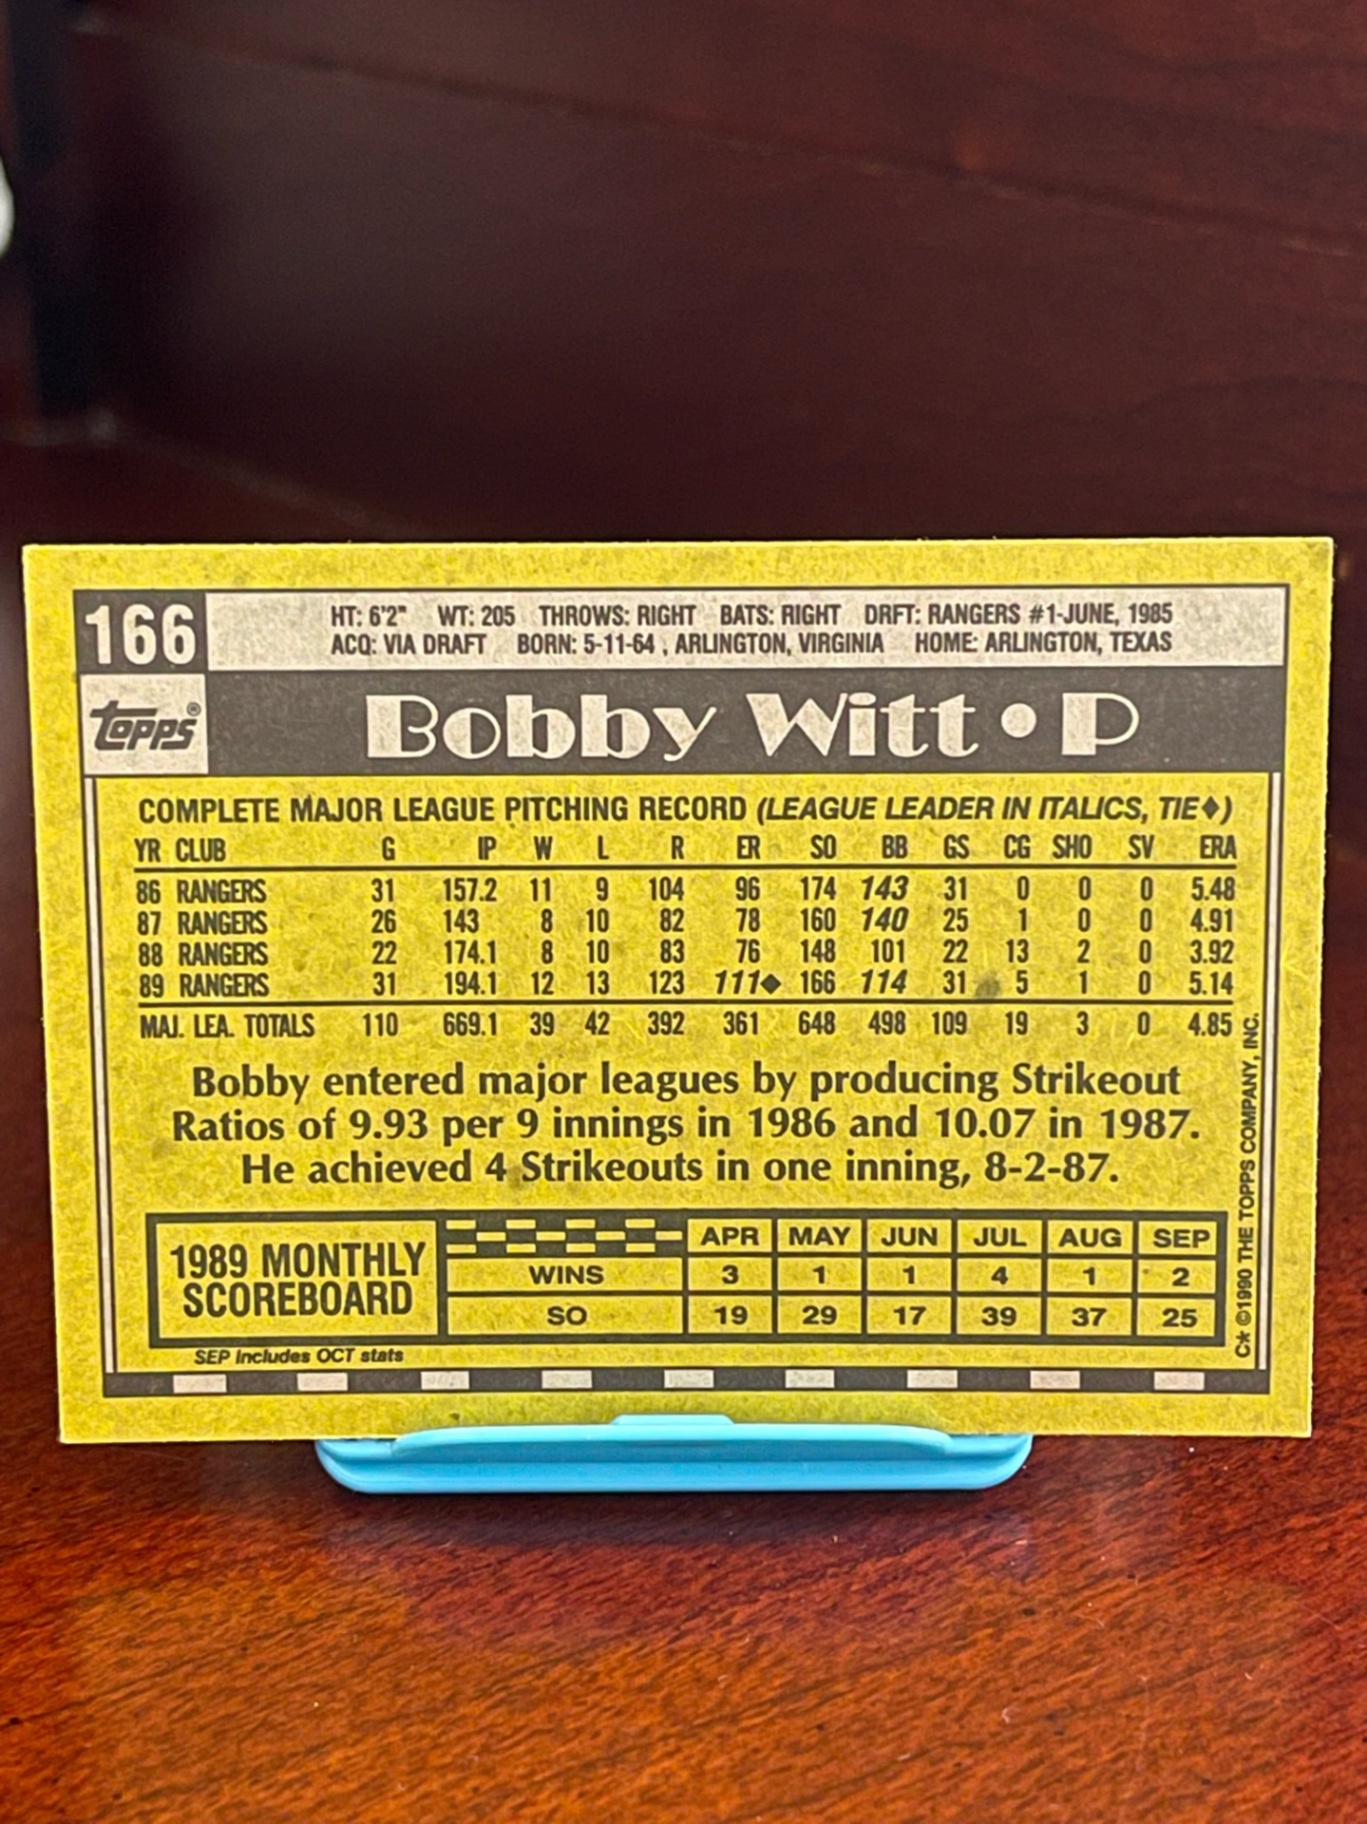 166
HT: 6'2" WT: 205 THROWS: RIGHT BATS: RIGHT DRFT: RANGERS #1-JUNE, 1985
ACQ: VIA DRAFT BORN: 5-11-64 , ARLINGTON, VIRGINIA HOME: ARLINGTON, TEXAS
TOPPS®
Bobby Witt • P
COMPLETE MAJOR LEAGUE PITCHING RECORD (LEAGUE LEADER IN ITALICS, TIE♦)
YR CLUB G IP W L R ER SO BB GS CG SHO SV ERA
86 RANGERS 31 157.2 11 9 104 96 174 143 31 0 0 0 5.48
87 RANGERS 26 143 8 10 82 78 160 140 25 1 0 0 4.91
88 RANGERS 22 174.1 8 10 83 76 148 101 22 13 2 0 3.92
89 RANGERS 31 194.1 12 13 123 111♦ 166 114 31 5 1 0 5.14
MAJ. LEA. TOTALS 110 669.1 39 42 392 361 648 498 109 19 3 0 4.85
Bobby entered major leagues by producing Strikeout
Ratios of 9.93 per 9 innings in 1986 and 10.07 in 1987.
He achieved 4 Strikeouts in one inning, 8-2-87.
1989 MONTHLY
SCOREBOARD
APR MAY JUN JUL AUG SEP
WINS 3 1 1 4 1 2
SO 19 29 17 39 37 25
SEP Includes OCT stats
C* ©1990 THE TOPPS COMPANY, INC.